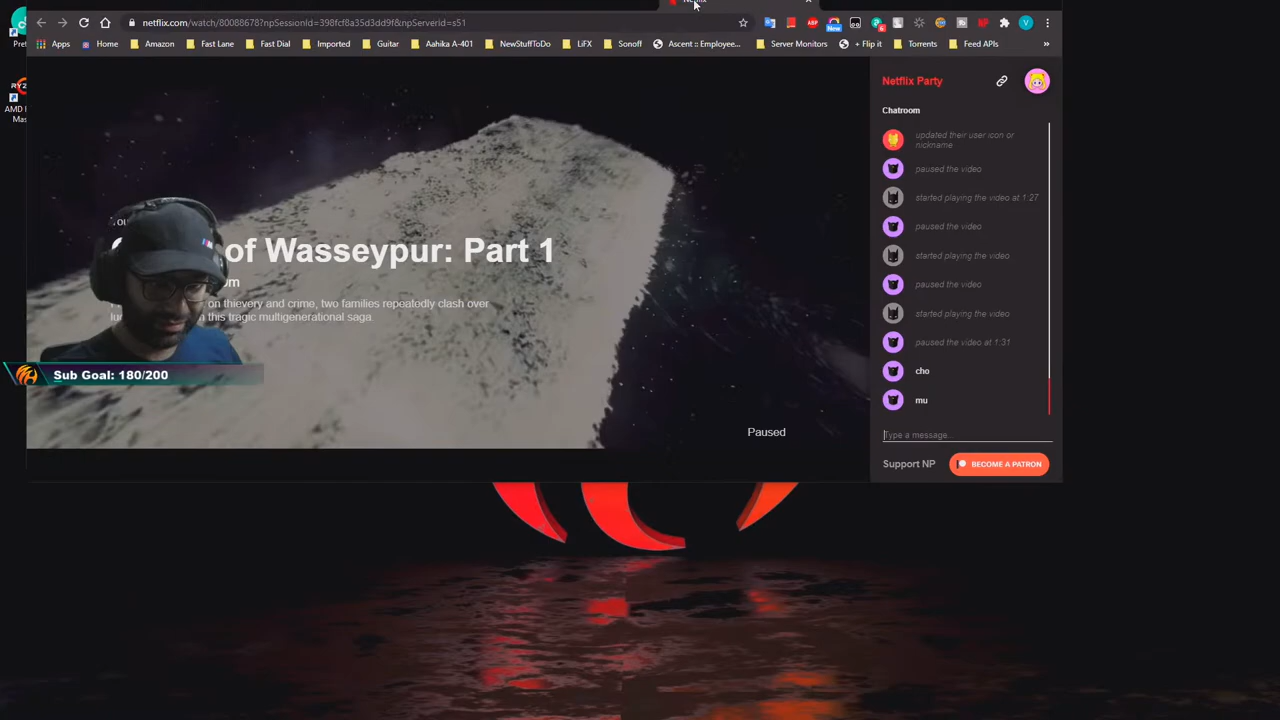 netflix.com/watch/80088678?npSessionId=398fcf8a35d3dd9f&npServerId=s51
New
6
V
Apps Home Amazon Fast Lane Fast Dial Imported Guitar Aahika A-401 NewStuffToDo LiFX Sonoff Ascent :: Employee... Server Monitors + Flip it Torrents Feed APIs »
Netflix Party
Chatroom
updated their user icon or
nickname
paused the video
started playing the video at 1:27
paused the video
started playing the video
paused the video
started playing the video
paused the video at 1:31
cho
mu
Type a message...
Support NP
BECOME A PATRON
of Wasseypur: Part 1
on thievery and crime, two families repeatedly clash over
in this tragic multigenerational saga.
Paused
Sub Goal: 180/200